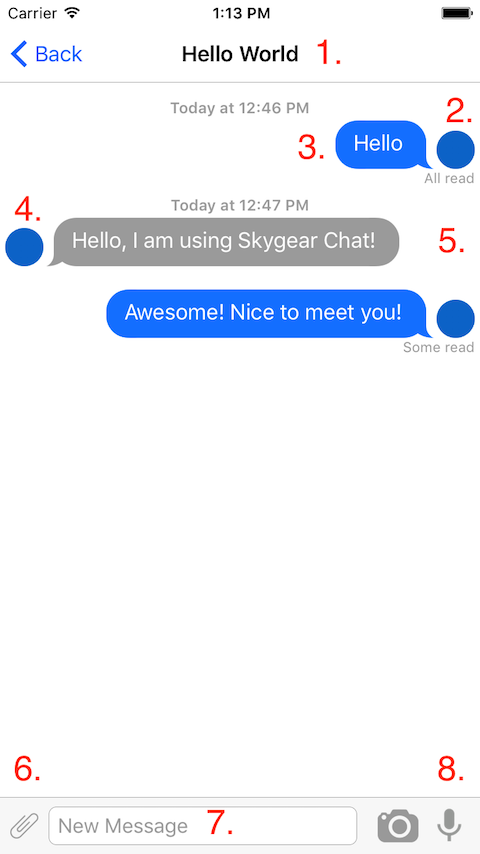 Carrier 1:13 PM
Back Hello World 1.
Today at 12:46 PM 2.
3. Hello
All read
4. Today at 12:47 PM
Hello, I am using Skygear Chat! 5.
Awesome! Nice to meet you!
Some read
6. 8.
New Message 7.